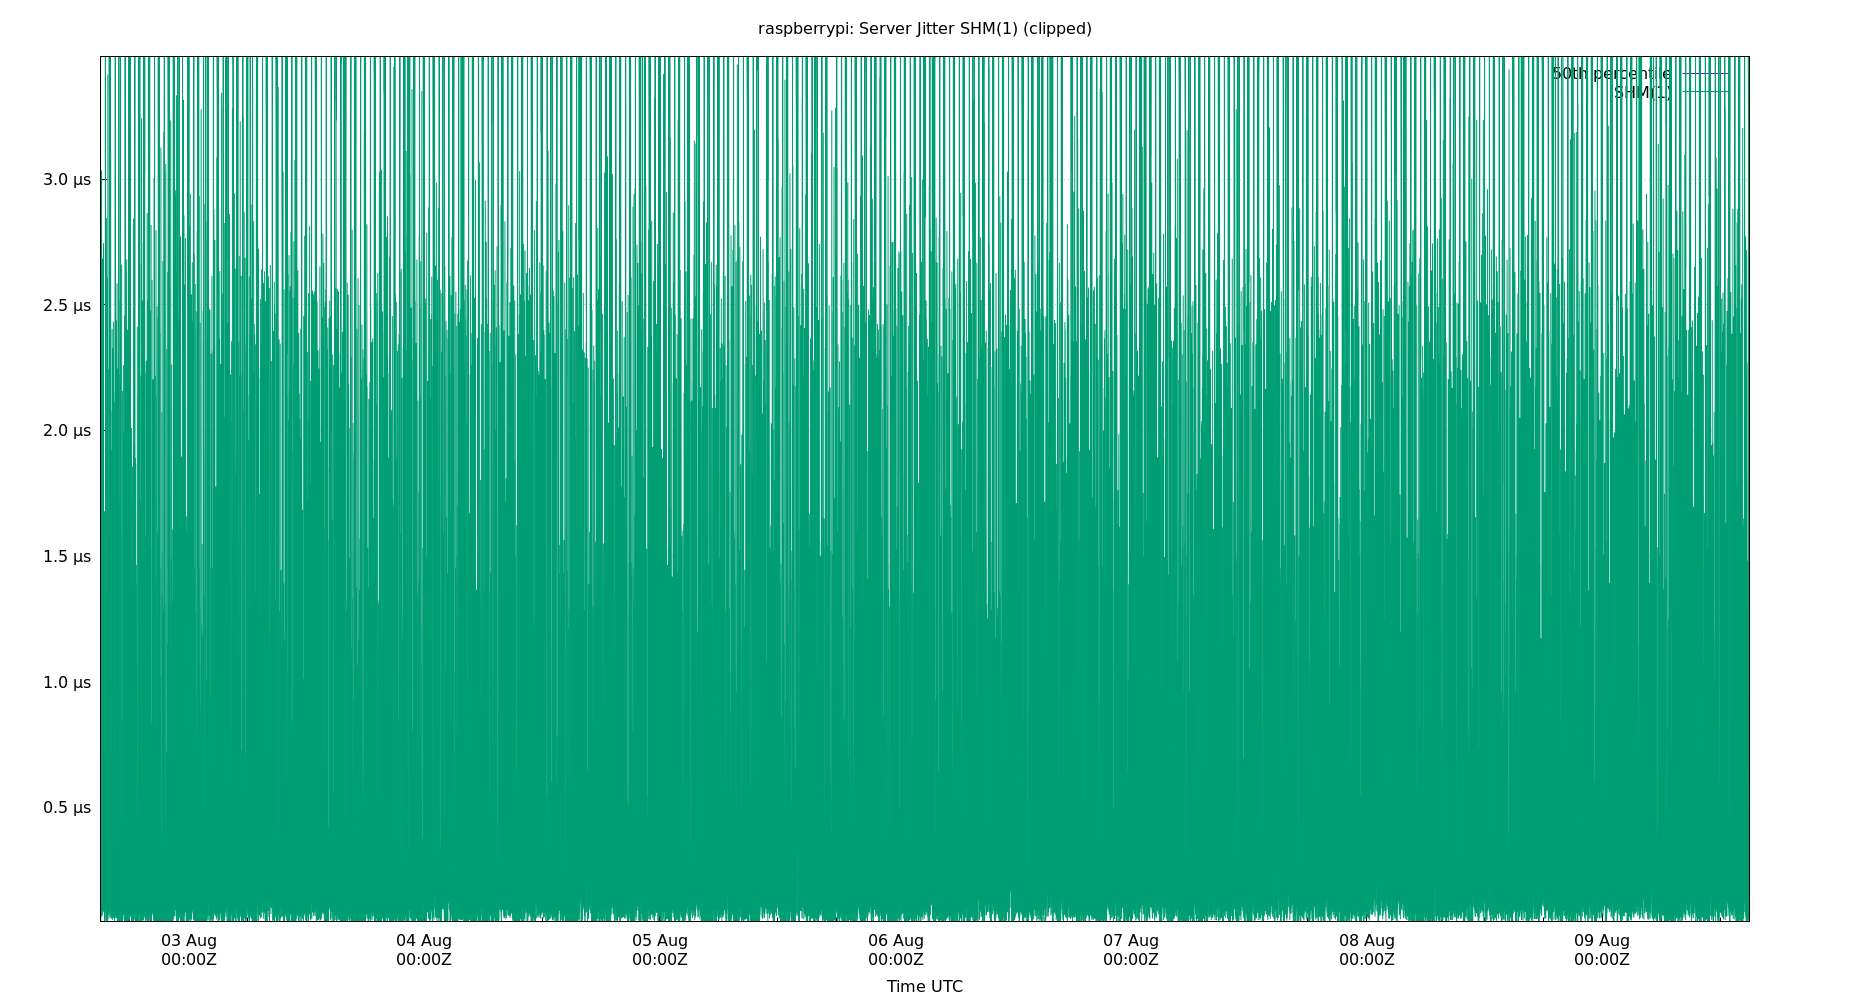 raspberrypi: Server Jitter SHM(1) (clipped)
50th percentile
SHM(1)
3.0 µs
2.5 µs
2.0 µs
1.5 µs
1.0 µs
0.5 µs
03 Aug 04 Aug 05 Aug 06 Aug 07 Aug 08 Aug 09 Aug
00:00Z 00:00Z 00:00Z 00:00Z 00:00Z 00:00Z 00:00Z
Time UTC